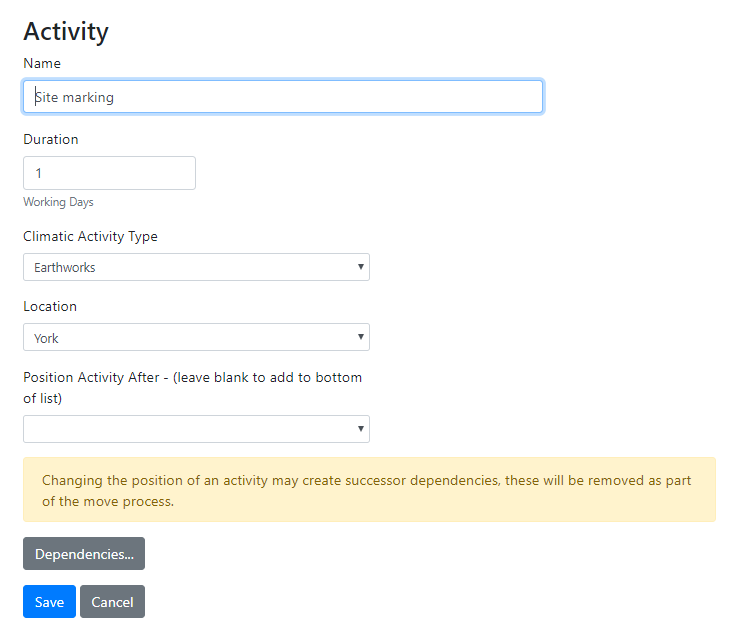 Activity
Name
Site marking
Duration
1
Working Days
Climatic Activity Type
Earthworks
Location
York
Position Activity After - (leave blank to add to bottom
of list)
Changing the position of an activity may create successor dependencies, these will be removed as part
of the move process.
Dependencies...
Save Cancel